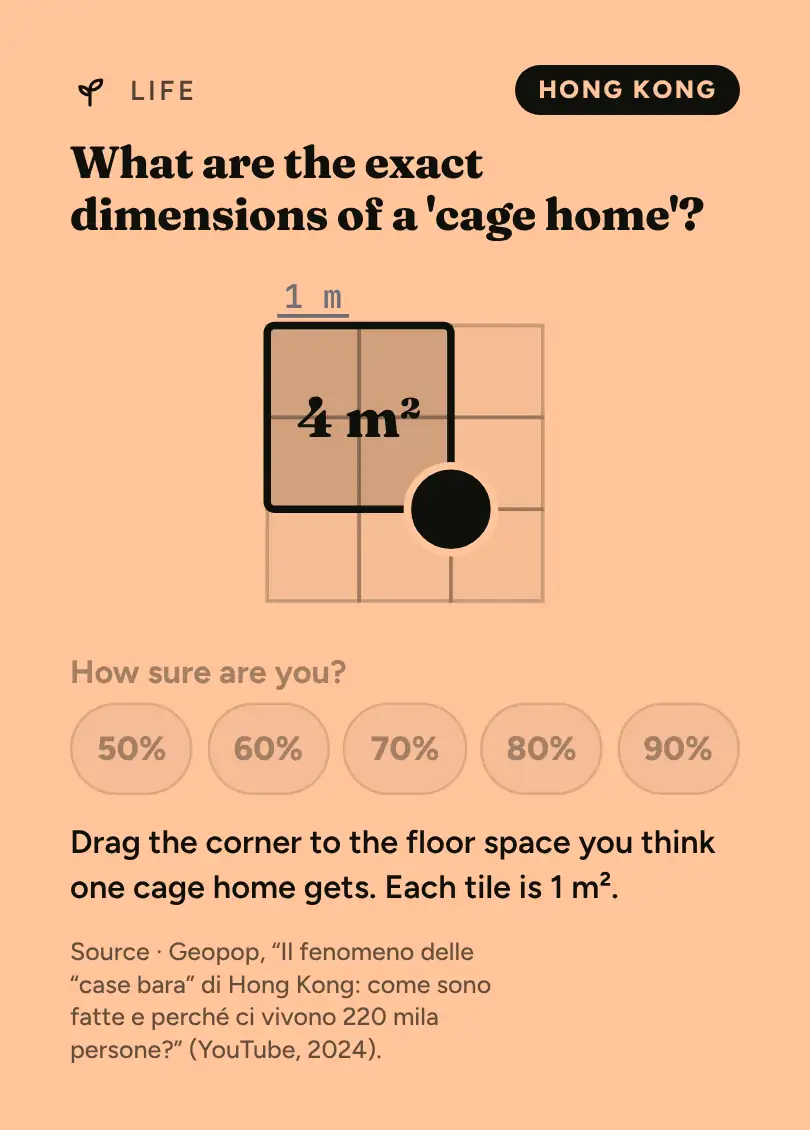 LIFE
HONG KONG
What are the exact
dimensions of a 'cage home'?
1 m
4 m²
How sure are you?
50% 60% 70% 80% 90%
Drag the corner to the floor space you think
one cage home gets. Each tile is 1 m².
Source · Geopop, “Il fenomeno delle
“case bara” di Hong Kong: come sono
fatte e perché ci vivono 220 mila
persone?” (YouTube, 2024).